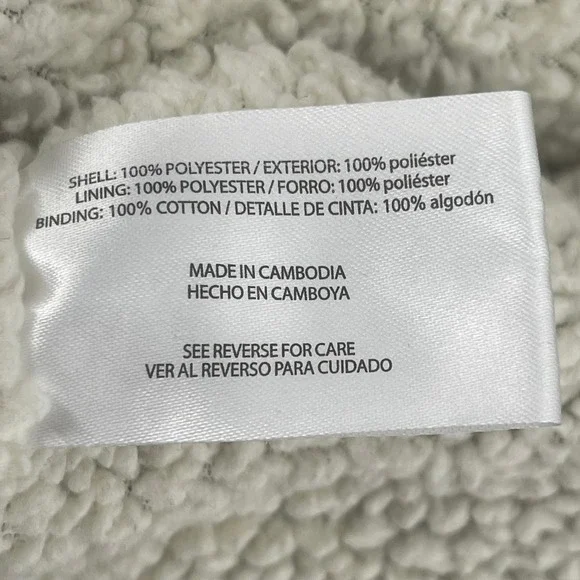 SHELL: 100% POLYESTER / EXTERIOR: 100% poliéster
LINING: 100% POLYESTER / FORRO: 100% poliéster
BINDING: 100% COTTON / DETALLE DE CINTA: 100% algodón
MADE IN CAMBODIA
HECHO EN CAMBOYA
SEE REVERSE FOR CARE
VER AL REVERSO PARA CUIDADO